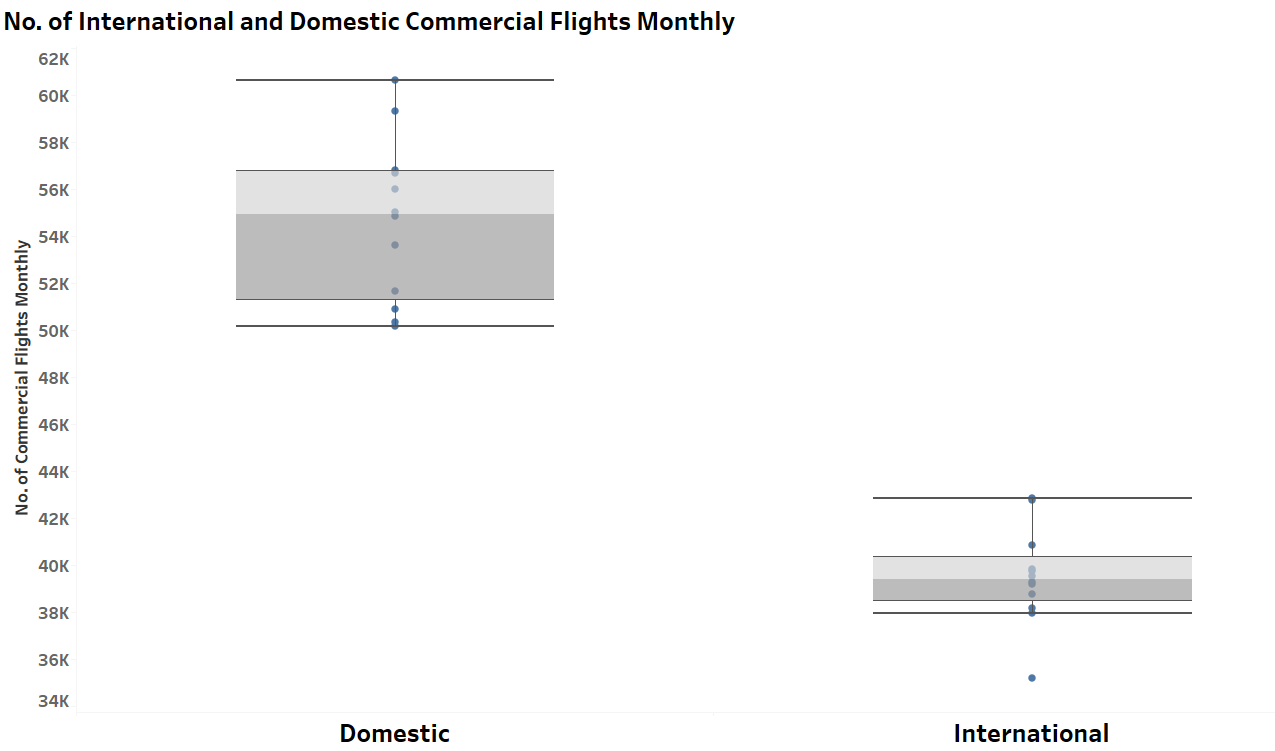 No. of International and Domestic Commercial Flights Monthly
62K
60K
58K
56K
54K
52K
50K
48K
46K
44K
42K
40K
38K
36K
34K
No. of Commercial Flights Monthly
Domestic
International